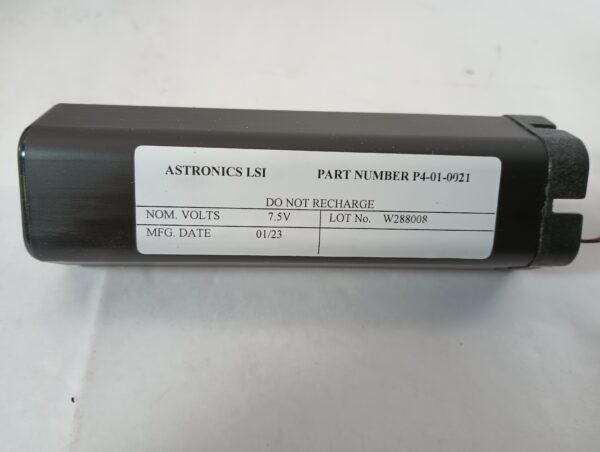 ASTRONICS LSI PART NUMBER P4-01-0021
DO NOT RECHARGE
NOM. VOLTS 7.5V LOT No. W288008
MFG. DATE 01/23